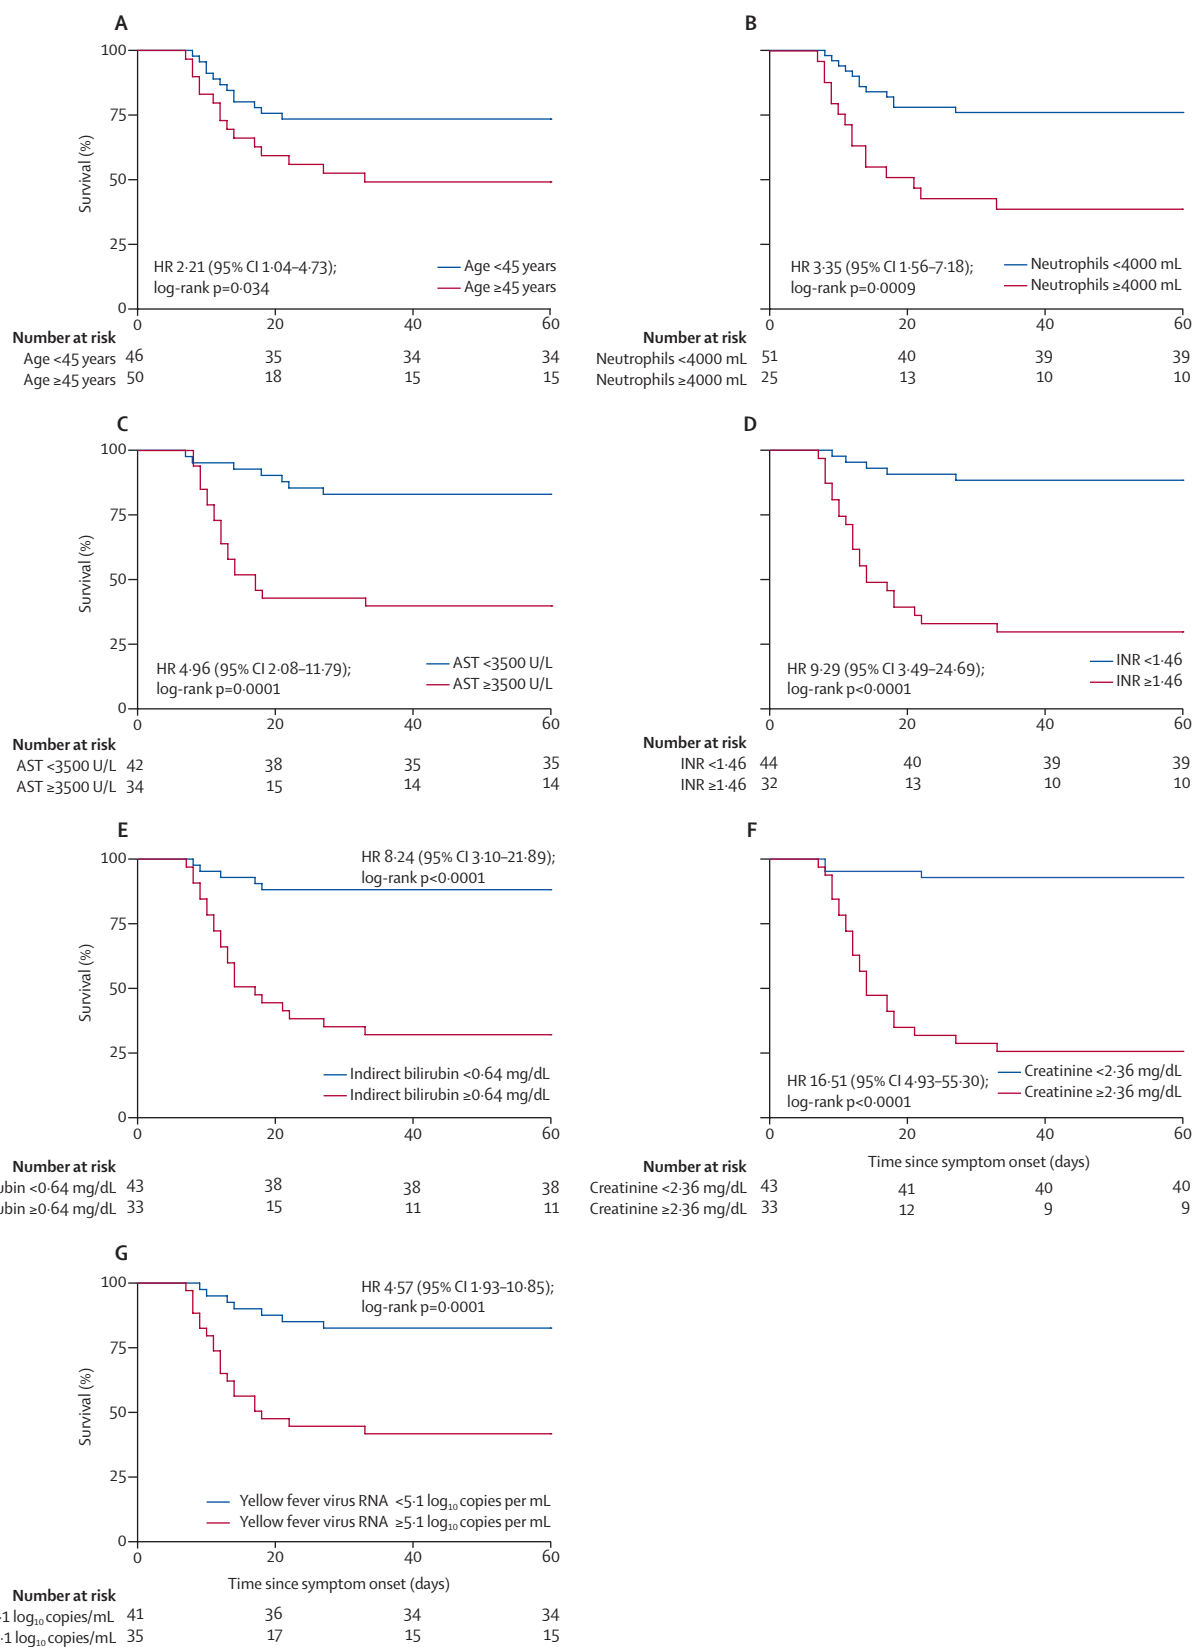 A
100
75
50
25
0
Survival (%)
HR 2·21 (95% CI 1·04–4·73);
log-rank p=0·034
Age <45 years
Age ≥45 years
0 20 40 60
Number at risk
Age <45 years 46 35 34 34
Age ≥45 years 50 18 15 15
B
HR 3·35 (95% CI 1·56–7·18);
log-rank p=0·0009
Neutrophils <4000 mL
Neutrophils ≥4000 mL
0 20 40 60
Number at risk
Neutrophils <4000 mL 51 40 39 39
Neutrophils ≥4000 mL 25 13 10 10
C
100
75
50
25
0
Survival (%)
HR 4·96 (95% CI 2·08–11·79);
log-rank p=0·0001
AST <3500 U/L
AST ≥3500 U/L
0 20 40 60
Number at risk
AST <3500 U/L 42 38 35 35
AST ≥3500 U/L 34 15 14 14
D
HR 9·29 (95% CI 3·49–24·69);
log-rank p<0·0001
INR <1·46
INR ≥1·46
0 20 40 60
Number at risk
INR <1·46 44 40 39 39
INR ≥1·46 32 13 10 10
E
100
75
50
25
0
Survival (%)
HR 8·24 (95% CI 3·10–21·89);
log-rank p<0·0001
Indirect bilirubin <0·64 mg/dL
Indirect bilirubin ≥0·64 mg/dL
0 20 40 60
Number at risk
<0·64 mg/dL 43 38 38 38
≥0·64 mg/dL 33 15 11 11
F
HR 16·51 (95% CI 4·93–55·30);
log-rank p<0·0001
Creatinine <2·36 mg/dL
Creatinine ≥2·36 mg/dL
0 20 40 60
Time since symptom onset (days)
Number at risk
Creatinine <2·36 mg/dL 43 41 40 40
Creatinine ≥2·36 mg/dL 33 12 9 9
G
100
75
50
25
0
Survival (%)
HR 4·57 (95% CI 1·93–10·85);
log-rank p=0·0001
Yellow fever virus RNA <5·1 log₁₀ copies per mL
Yellow fever virus RNA ≥5·1 log₁₀ copies per mL
0 20 40 60
Time since symptom onset (days)
Number at risk
log₁₀ copies/mL 41 36 34 34
log₁₀ copies/mL 35 17 15 15